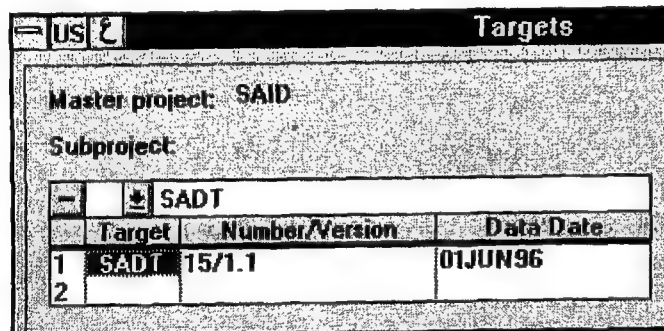 US Targets
Master project: SAID
Subproject:
SADT
Target Number/Version Data Date
1 SADT 15/1.1 01JUN96
2